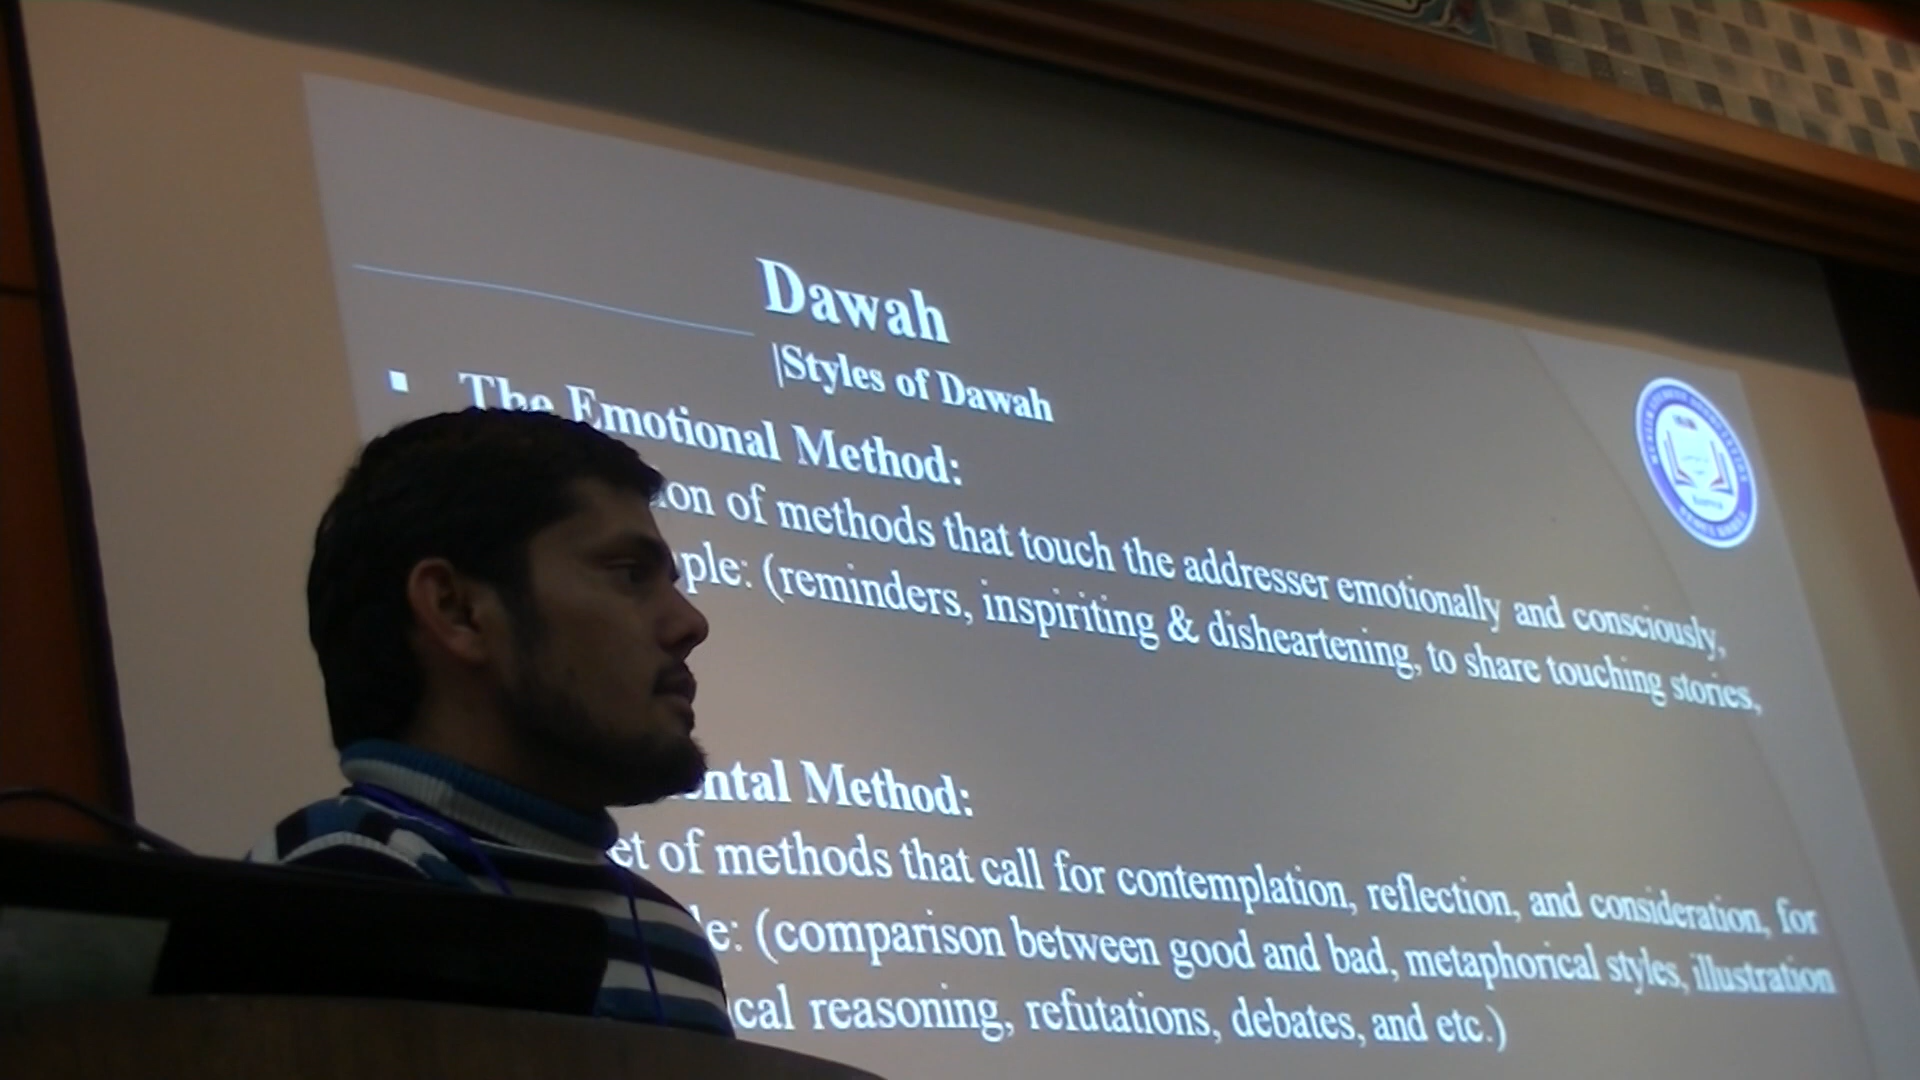 Dawah
|Styles of Dawah
▪ The Emotional Method:
on of methods that touch the addresser emotionally and consciously,
ple: (reminders, inspiriting & disheartening, to share touching stories,
ntal Method:
et of methods that call for contemplation, reflection, and consideration, for
le: (comparison between good and bad, metaphorical styles, illustration
cal reasoning, refutations, debates, and etc.)